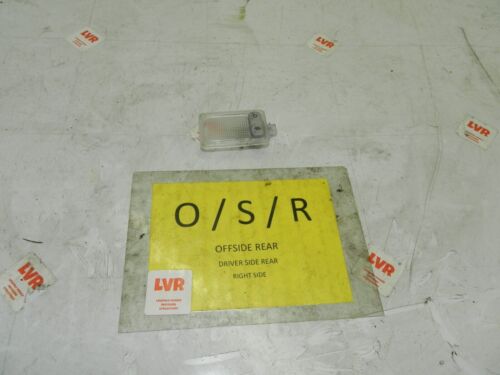 LVR
LVR
LVR
O/S/R
OFFSIDE REAR
DRIVER SIDE REAR
RIGHT SIDE
LVR
LVR
LVR